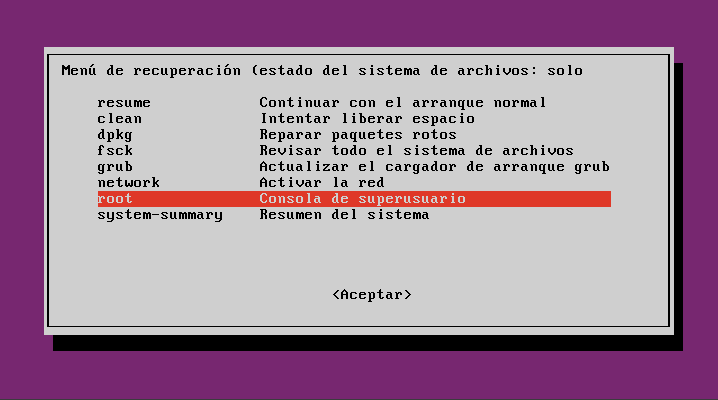 Menú de recuperación (estado del sistema de archivos: solo
resume Continuar con el arranque normal
clean Intentar liberar espacio
dpkg Reparar paquetes rotos
fsck Revisar todo el sistema de archivos
grub Actualizar el cargador de arranque grub
network Activar la red
root Consola de superusuario
system-summary Resumen del sistema
<Aceptar>